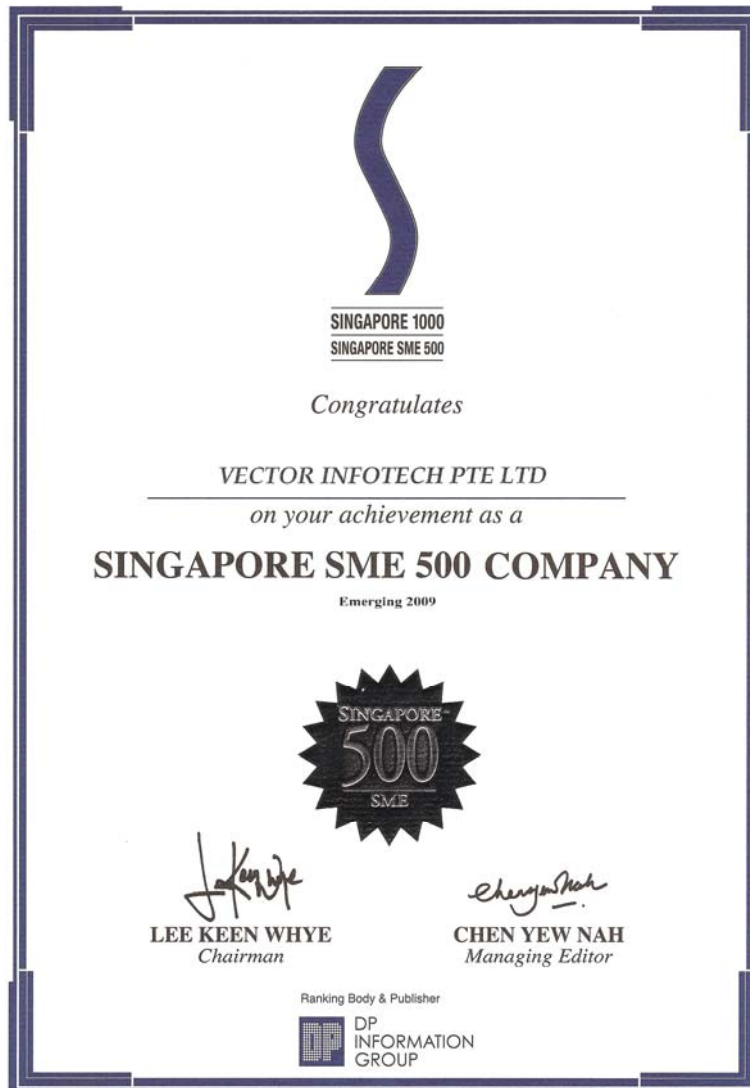 SINGAPORE 1000
SINGAPORE SME 500
Congratulates
VECTOR INFOTECH PTE LTD
on your achievement as a
SINGAPORE SME 500 COMPANY
Emerging 2009
SINGAPORE
500
SME
LEE KEEN WHYE
Chairman
CHEN YEW NAH
Managing Editor
Ranking Body & Publisher
DP
DP
INFORMATION
GROUP